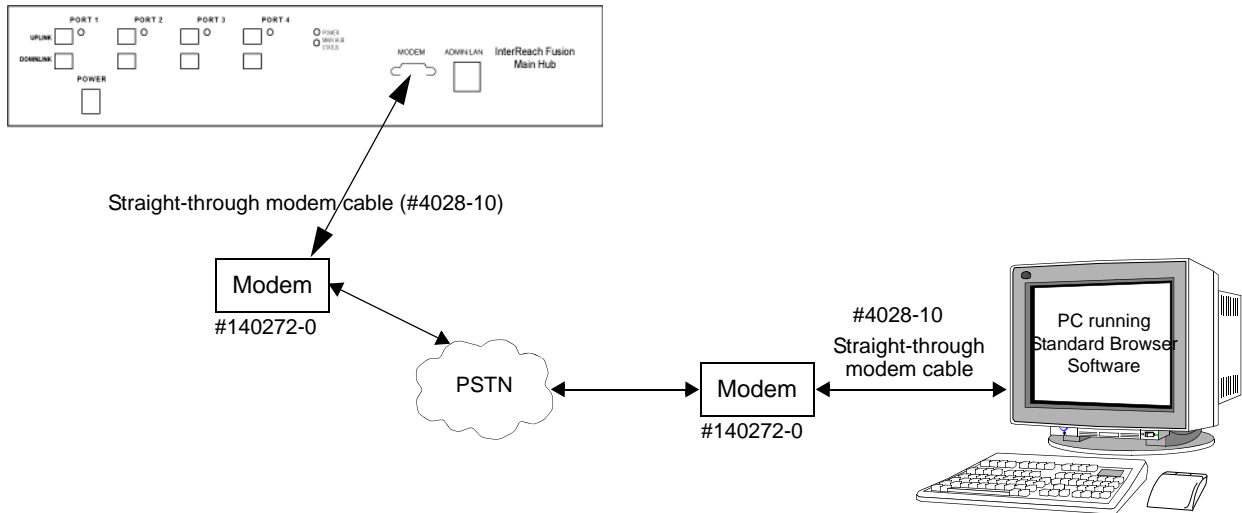 PORT 1 PORT 2 PORT 3 PORT 4
UPLINK
POWER
MAIN HUB
STATUS
DOWNLINK
POWER
MODEM
ADMIN/LAN
InterReach Fusion
Main Hub
Straight-through modem cable (#4028-10)
Modem
#140272-0
PSTN
Modem
#140272-0
#4028-10
Straight-through
modem cable
PC running
Standard Browser
Software